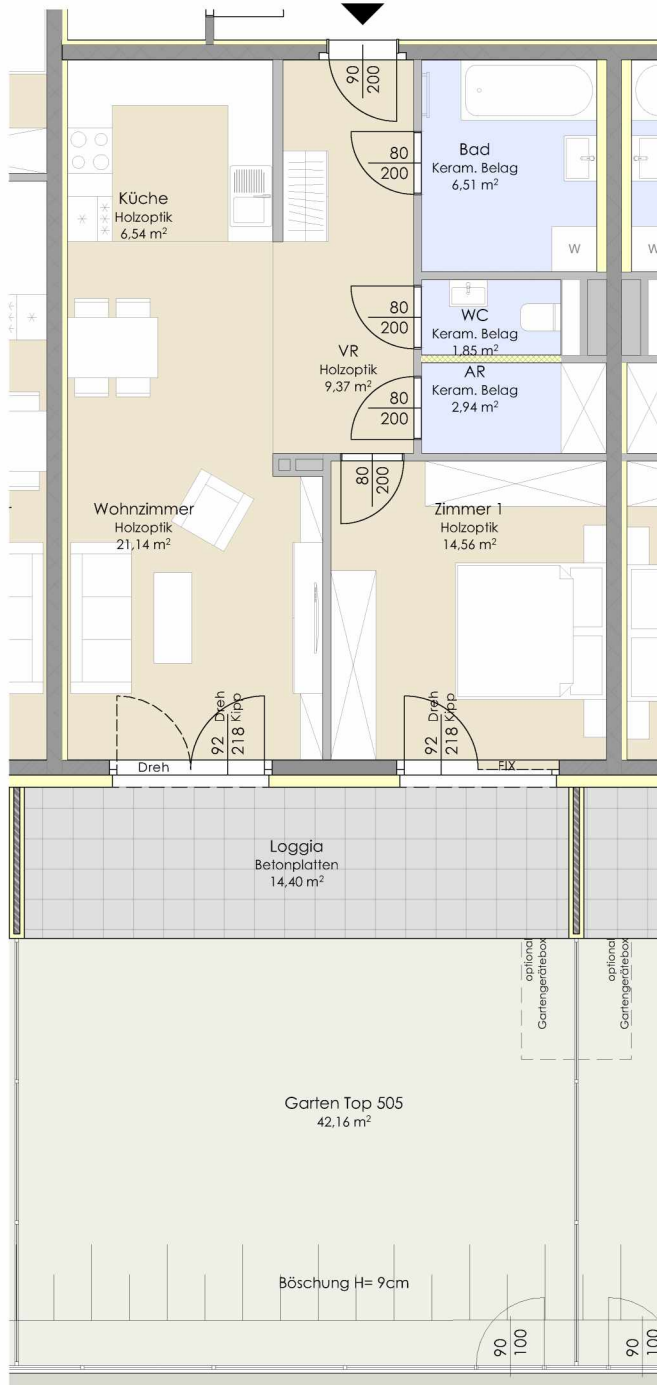 90
200
80
200
Bad
Keram. Belag
6,51 m²
W
W
Küche
Holzoptik
6,54 m²
80
200
WC
Keram. Belag
1,85 m²
VR
Holzoptik
9,37 m²
AR
Keram. Belag
2,94 m²
80
200
80
200
Wohnzimmer
Holzoptik
21,14 m²
Zimmer 1
Holzoptik
14,56 m²
92 Dreh
218 Kipp
92 Dreh
218 Kipp
Dreh
FIX
Loggia
Betonplatten
14,40 m²
optional
Gartengerätebox
optional
Gartengerätebox
Garten Top 505
42,16 m²
Böschung H= 9cm
90
100
90
100